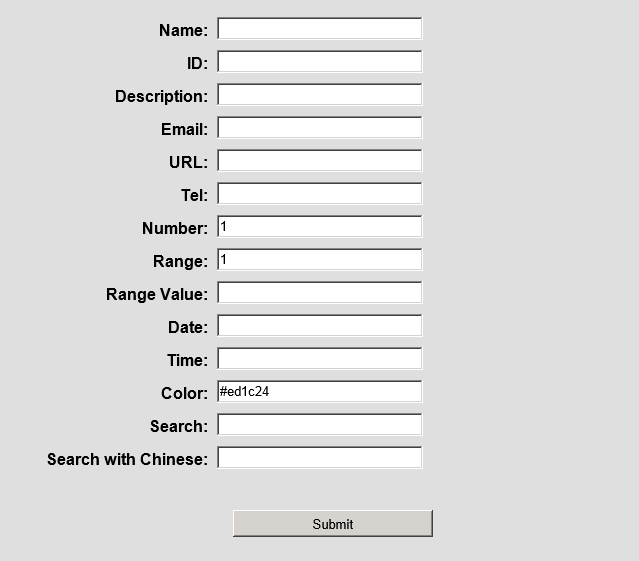 Name:
ID:
Description:
Email:
URL:
Tel:
Number: 1
Range: 1
Range Value:
Date:
Time:
Color: #ed1c24
Search:
Search with Chinese:
Submit